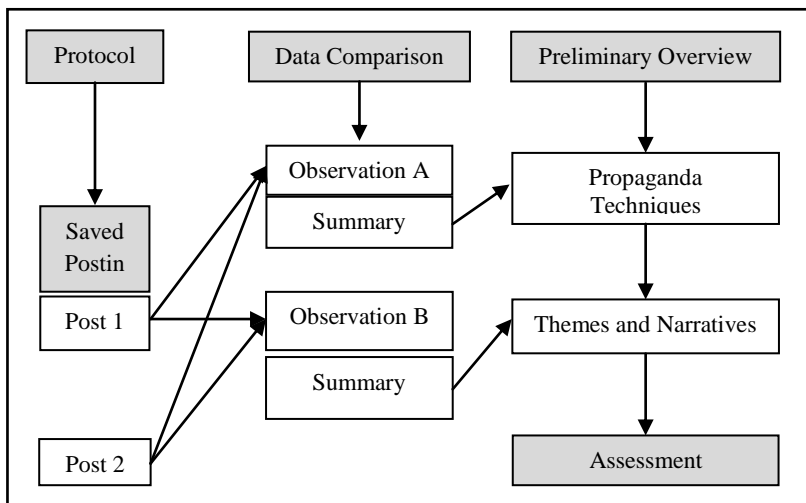 Protocol
Data Comparison
Preliminary Overview
Observation A
Summary
Propaganda
Techniques
Saved
Postin
Post 1
Observation B
Summary
Themes and Narratives
Post 2
Assessment